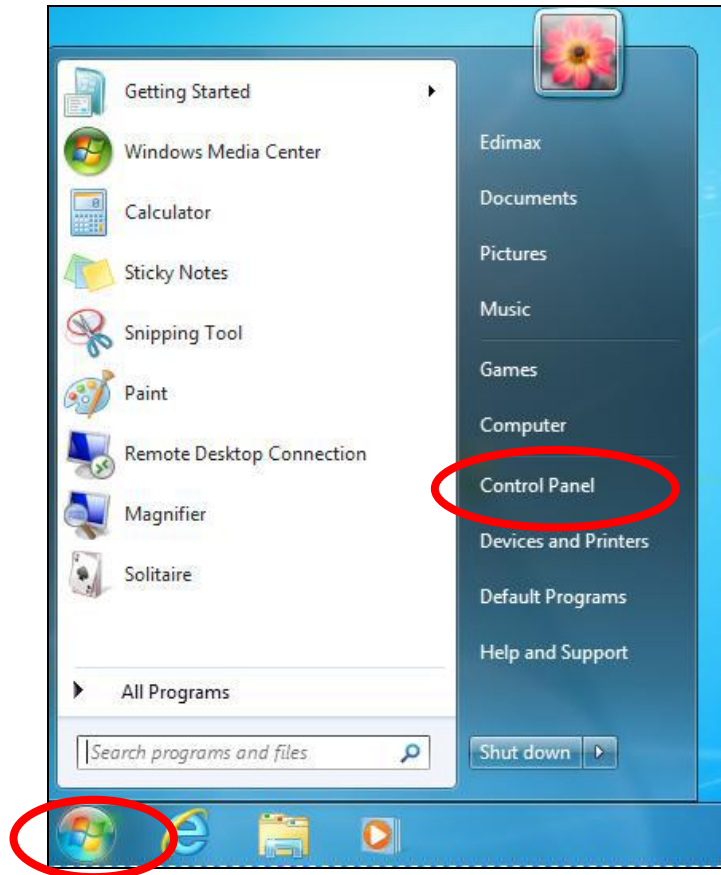 Getting Started
Windows Media Center
Calculator
Sticky Notes
Snipping Tool
Paint
Remote Desktop Connection
Magnifier
Solitaire
All Programs
Search programs and files
Edimax
Documents
Pictures
Music
Games
Computer
Control Panel
Devices and Printers
Default Programs
Help and Support
Shut down